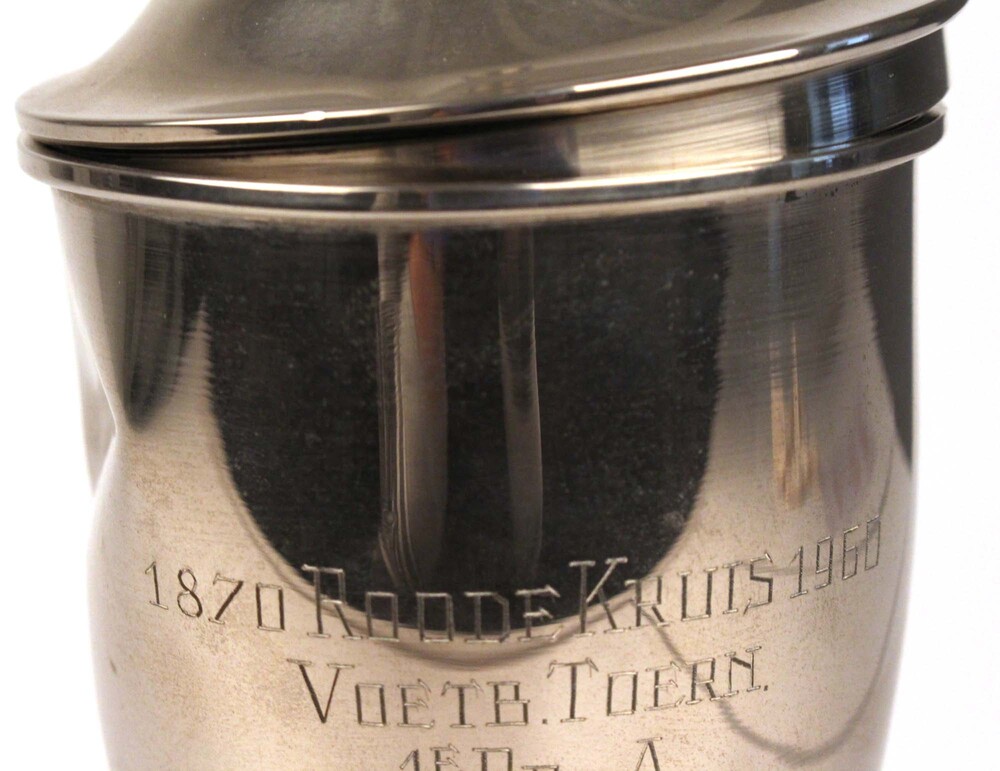 1870 ROODE KRUIS 1960
VOETB. TOERN.